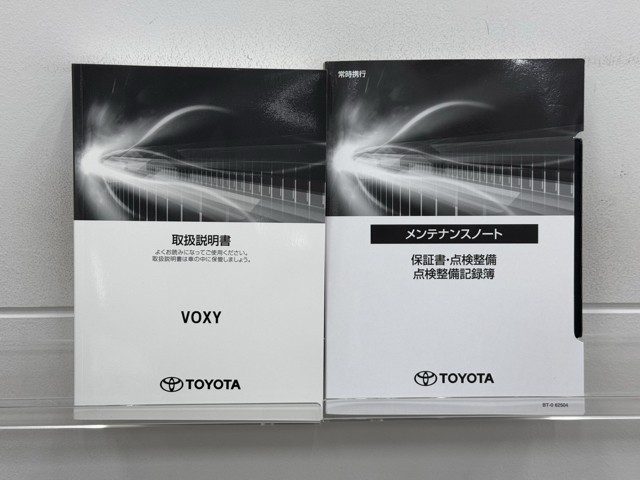 取扱説明書
よくお読みになってご使用ください。
取扱説明書は車の中に保管しましょう。
VOXY
TOYOTA
常時携行
メンテナンスノート
保証書・点検整備
点検整備記録簿
TOYOTA